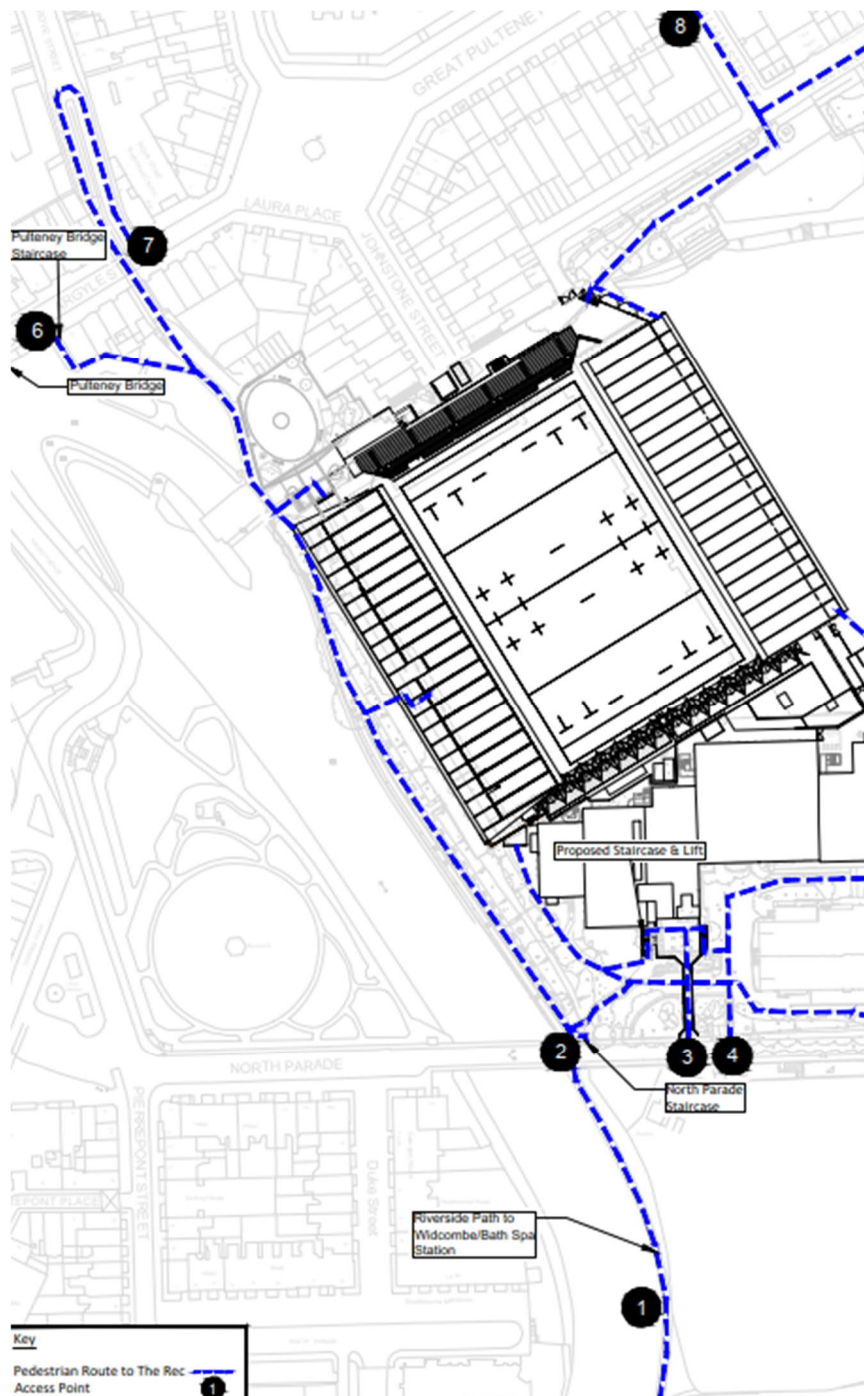 8
GREAT PULTENEY
7
LAURA PLACE
JOHNSTONE STREET
Pulteney Bridge
Staircase
6
Pulteney Bridge
Proposed Staircase & Lift
2
3
4
NORTH PARADE
North Parade
Staircase
PIERREPONT STREET
Duke Street
Riverside Path to
Widcombe/Bath Spa
Station
1
Key
Pedestrian Route to The Rec
Access Point
1